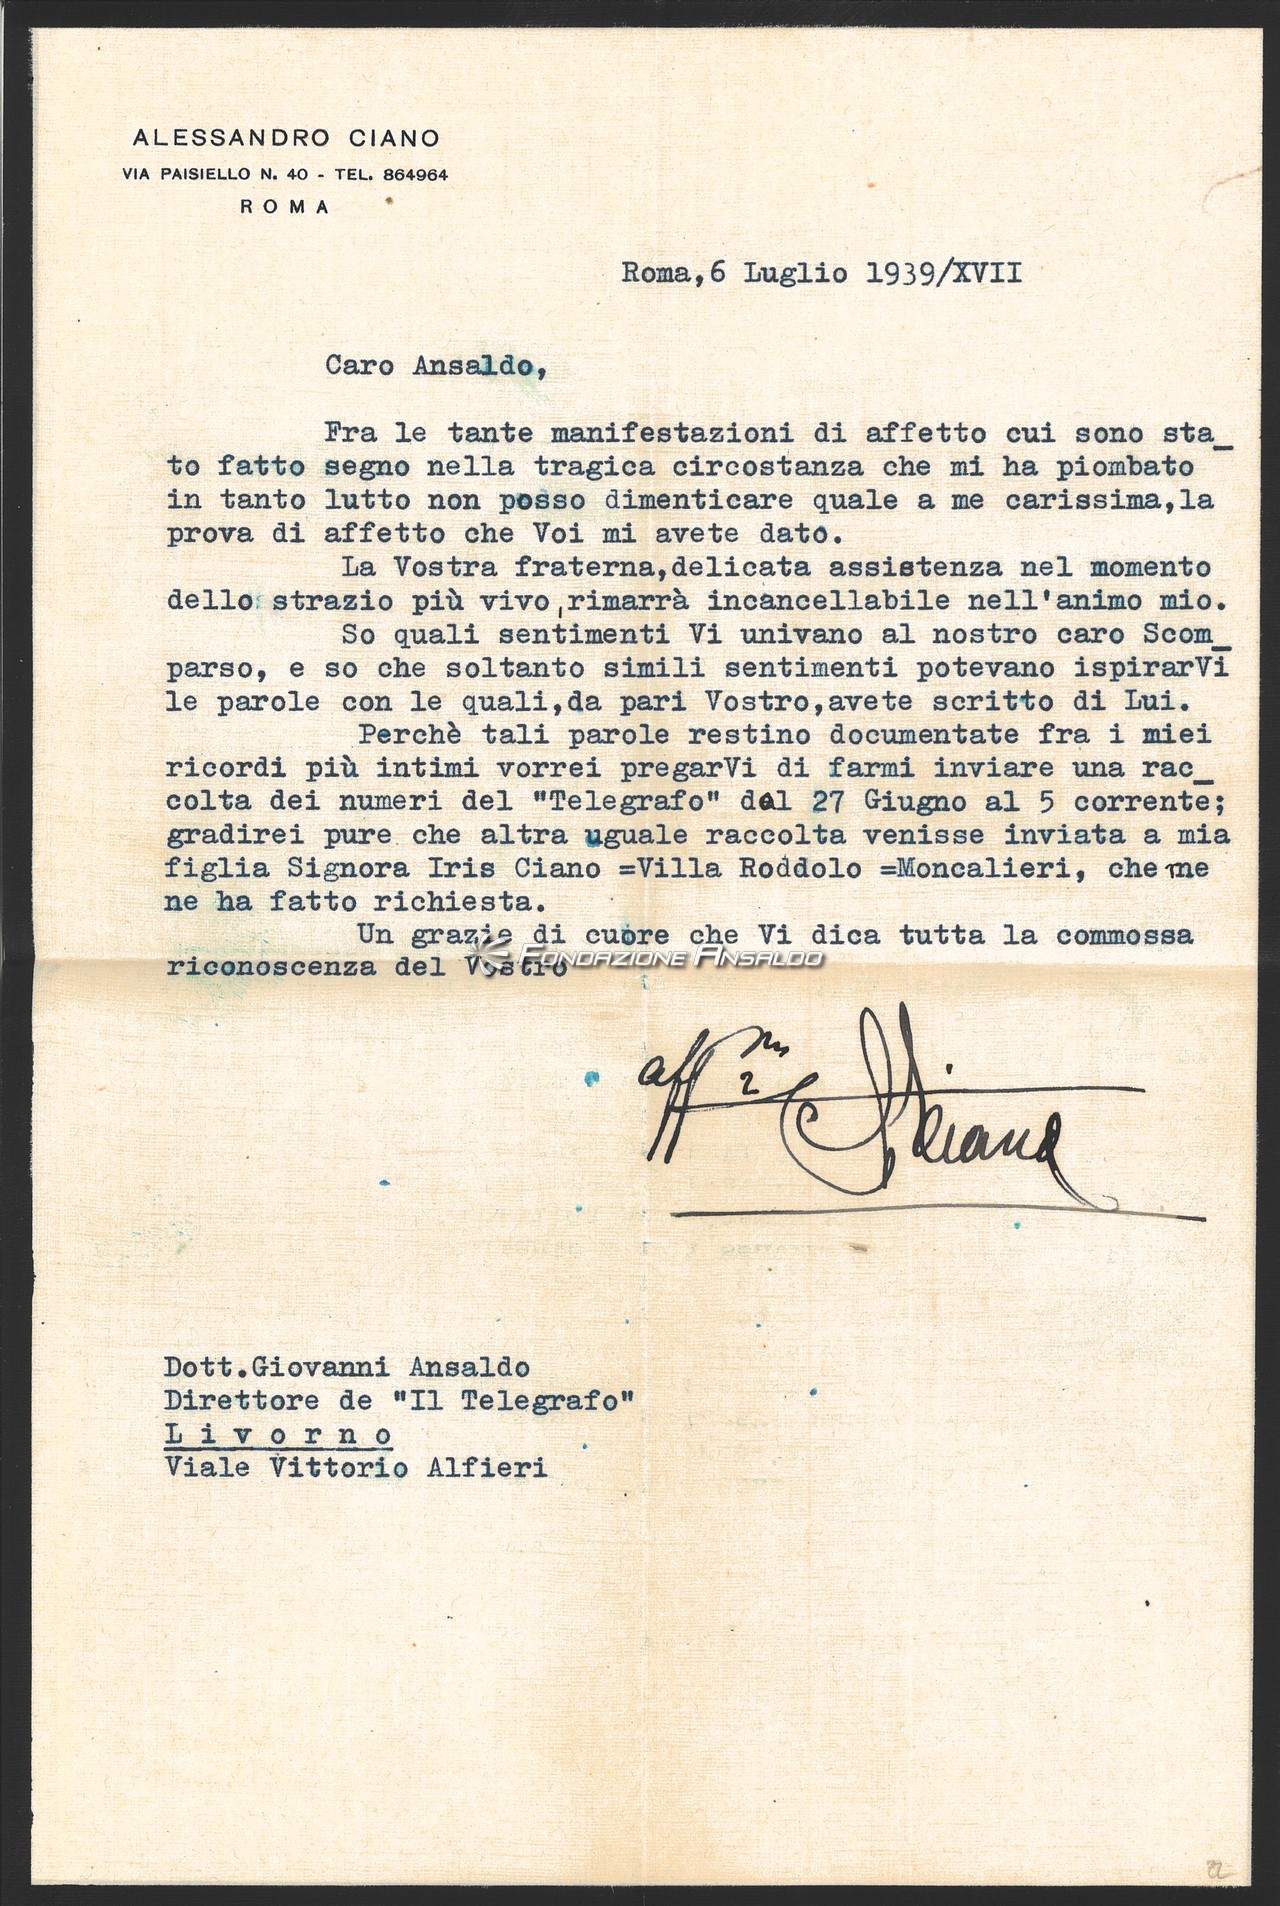 ALESSANDRO CIANO
VIA PAISIELLO N. 40 - TEL. 864964
ROMA
Roma,6 Luglio 1939/XVII
Caro Ansaldo,
Fra le tante manifestazioni di affetto cui sono sta_
to fatto segno nella tragica circostanza che mi ha piombato
in tanto lutto non posso dimenticare quale a me carissima,la
prova di affetto che Voi mi avete dato.
La Vostra fraterna,delicata assistenza nel momento
dello strazio più vivo,rimarrà incancellabile nell'animo mio.
So quali sentimenti Vi univano al nostro caro Scom_
parso, e so che soltanto simili sentimenti potevano ispirarVi
le parole con le quali,da pari Vostro,avete scritto di Lui.
Perchè tali parole restino documentate fra i miei
ricordi più intimi vorrei pregarVi di farmi inviare una rac_
colta dei numeri del "Telegrafo" dal 27 Giugno al 5 corrente;
gradirei pure che altra uguale raccolta venisse inviata a mia
figlia Signora Iris Ciano =Villa Roddolo =Moncalieri, che me
ne ha fatto richiesta.
Un grazie di cuore che Vi dica tutta la commossa
riconoscenza del Vostro
FONDAZIONE ANSALDO
aff mo
Ciano
Dott.Giovanni Ansaldo
Direttore de "Il Telegrafo"
Livorno
Viale Vittorio Alfieri